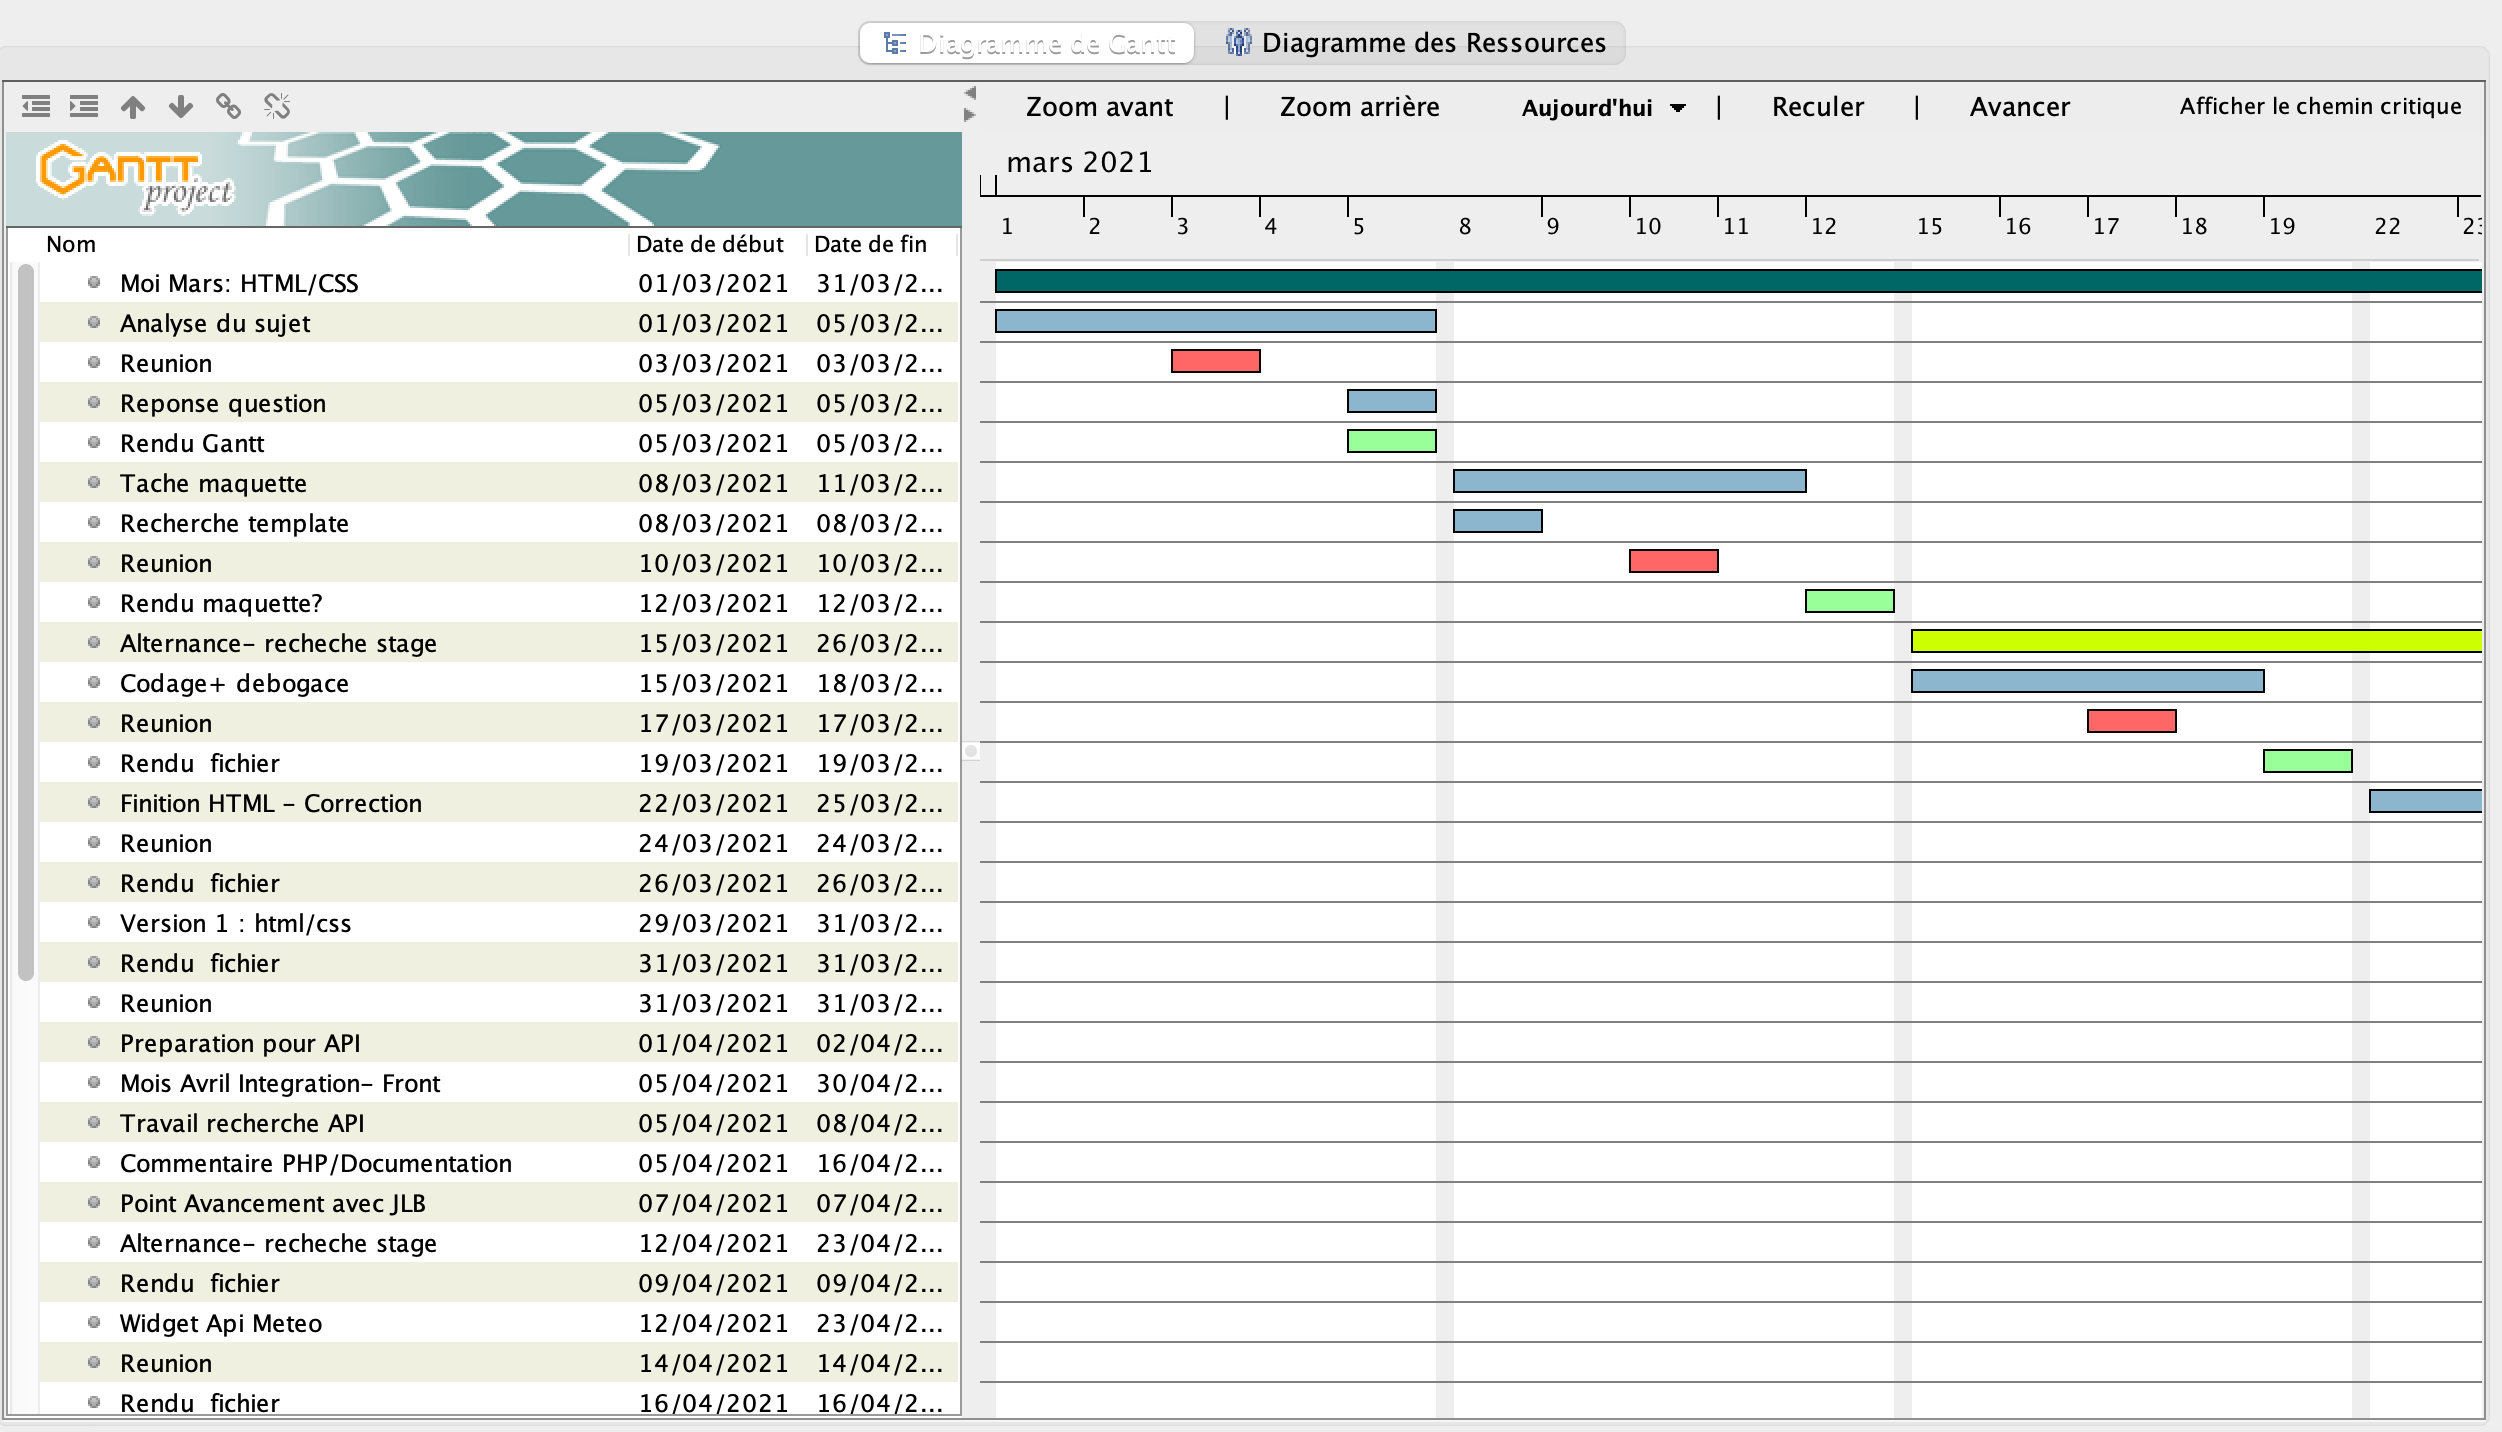 Diagramme de Gantt Diagramme des Ressources
Zoom avant | Zoom arrière Aujourd'hui | Reculer | Avancer Afficher le chemin critique
GANTT project
mars 2021
1 2 3 4 5 8 9 10 11 12 15 16 17 18 19 22
Nom Date de début Date de fin
Moi Mars: HTML/CSS 01/03/2021 31/03/2...
Analyse du sujet 01/03/2021 05/03/2...
Reunion 03/03/2021 03/03/2...
Reponse question 05/03/2021 05/03/2...
Rendu Gantt 05/03/2021 05/03/2...
Tache maquette 08/03/2021 11/03/2...
Recherche template 08/03/2021 08/03/2...
Reunion 10/03/2021 10/03/2...
Rendu maquette? 12/03/2021 12/03/2...
Alternance- recheche stage 15/03/2021 26/03/2...
Codage+ debogace 15/03/2021 18/03/2...
Reunion 17/03/2021 17/03/2...
Rendu  fichier 19/03/2021 19/03/2...
Finition HTML - Correction 22/03/2021 25/03/2...
Reunion 24/03/2021 24/03/2...
Rendu  fichier 26/03/2021 26/03/2...
Version 1 : html/css 29/03/2021 31/03/2...
Rendu  fichier 31/03/2021 31/03/2...
Reunion 31/03/2021 31/03/2...
Preparation pour API 01/04/2021 02/04/2...
Mois Avril Integration- Front 05/04/2021 30/04/2...
Travail recherche API 05/04/2021 08/04/2...
Commentaire PHP/Documentation 05/04/2021 16/04/2...
Point Avancement avec JLB 07/04/2021 07/04/2...
Alternance- recheche stage 12/04/2021 23/04/2...
Rendu  fichier 09/04/2021 09/04/2...
Widget Api Meteo 12/04/2021 23/04/2...
Reunion 14/04/2021 14/04/2...
Rendu  fichier 16/04/2021 16/04/2...